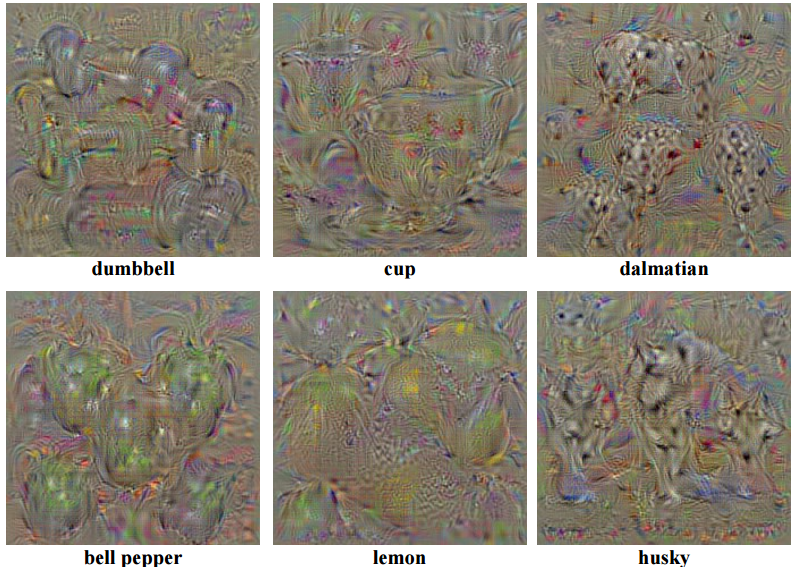 dumbbell
cup
dalmatian
bell pepper
lemon
husky